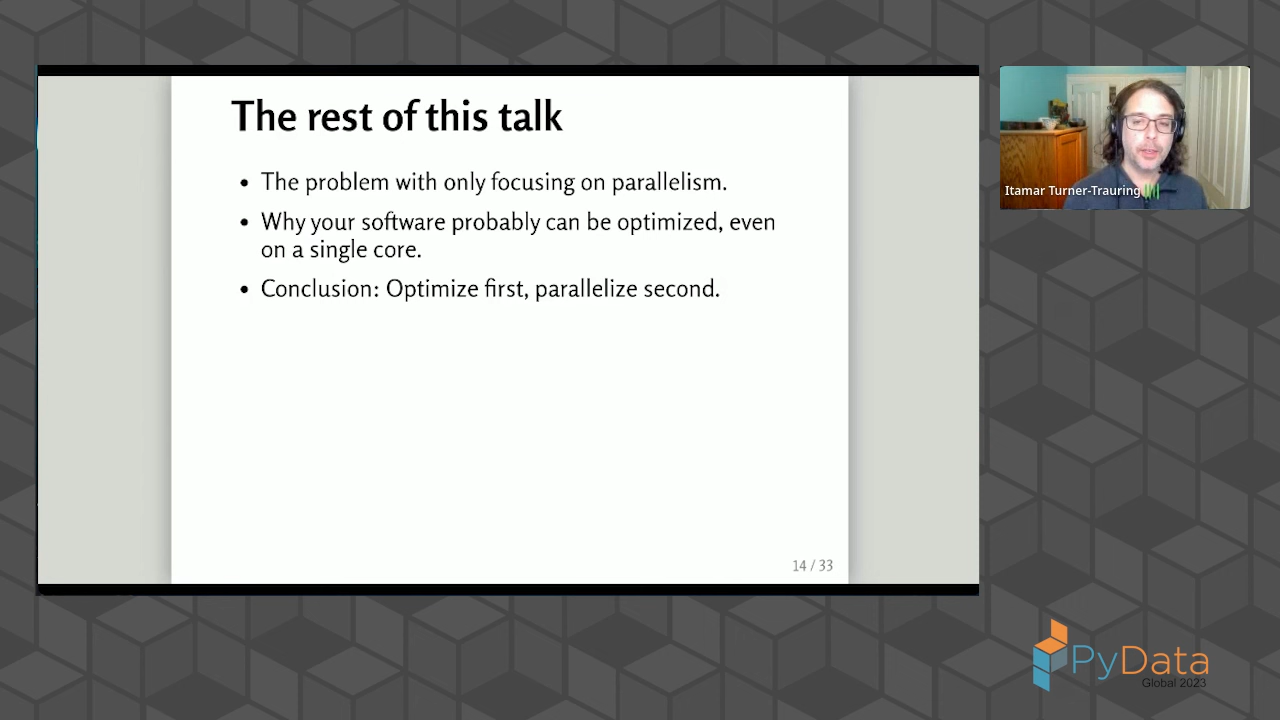 The rest of this talk
• The problem with only focusing on parallelism.
• Why your software probably can be optimized, even
on a single core.
• Conclusion: Optimize first, parallelize second.
14 / 33
Itamar Turner-Trauring
PyData
Global 2023